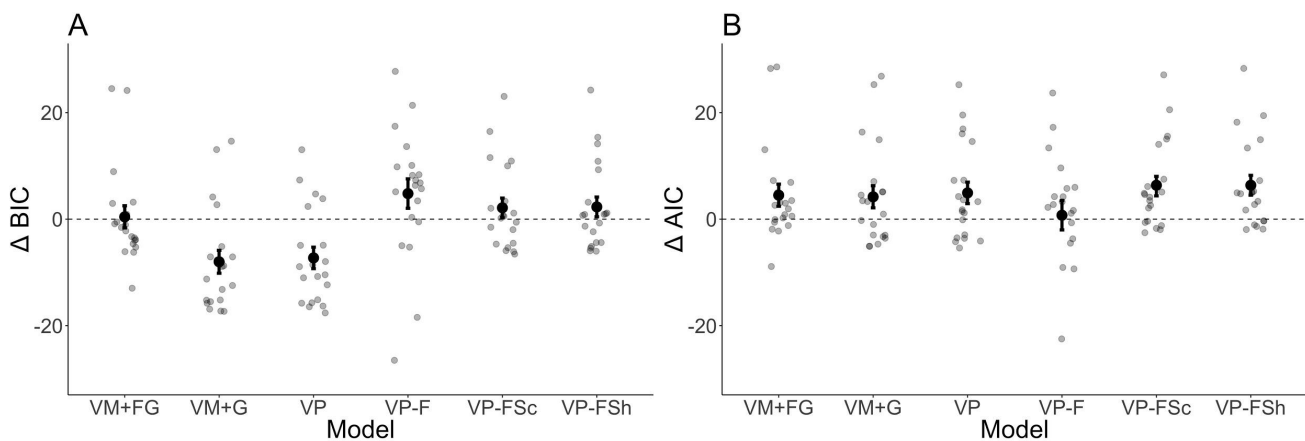 A
Δ BIC
20
0
-20
VM+FG VM+G VP VP-F VP-FSc VP-FSh
Model
B
Δ AIC
20
0
-20
VM+FG VM+G VP VP-F VP-FSc VP-FSh
Model